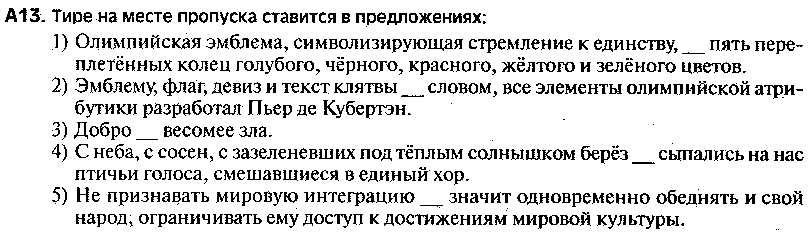 А13. Тире на месте пропуска ставится в предложениях:
1) Олимпийская эмблема, символизирующая стремление к единству, __ пять пере-
плетённых колец голубого, чёрного, красного, жёлтого и зелёного цветов.
2) Эмблему, флаг, девиз и текст клятвы __ словом, все элементы олимпийской атри-
бутики разработал Пьер де Кубертэн.
3) Добро __ весомее зла.
4) С неба, с сосен, с зазеленевших под тёплым солнышком берёз __ сыпались на нас
птичьи голоса, смешавшиеся в единый хор.
5) Не признавать мировую интеграцию __ значит одновременно обеднять и свой
народ, ограничивать ему доступ к достижениям мировой культуры.